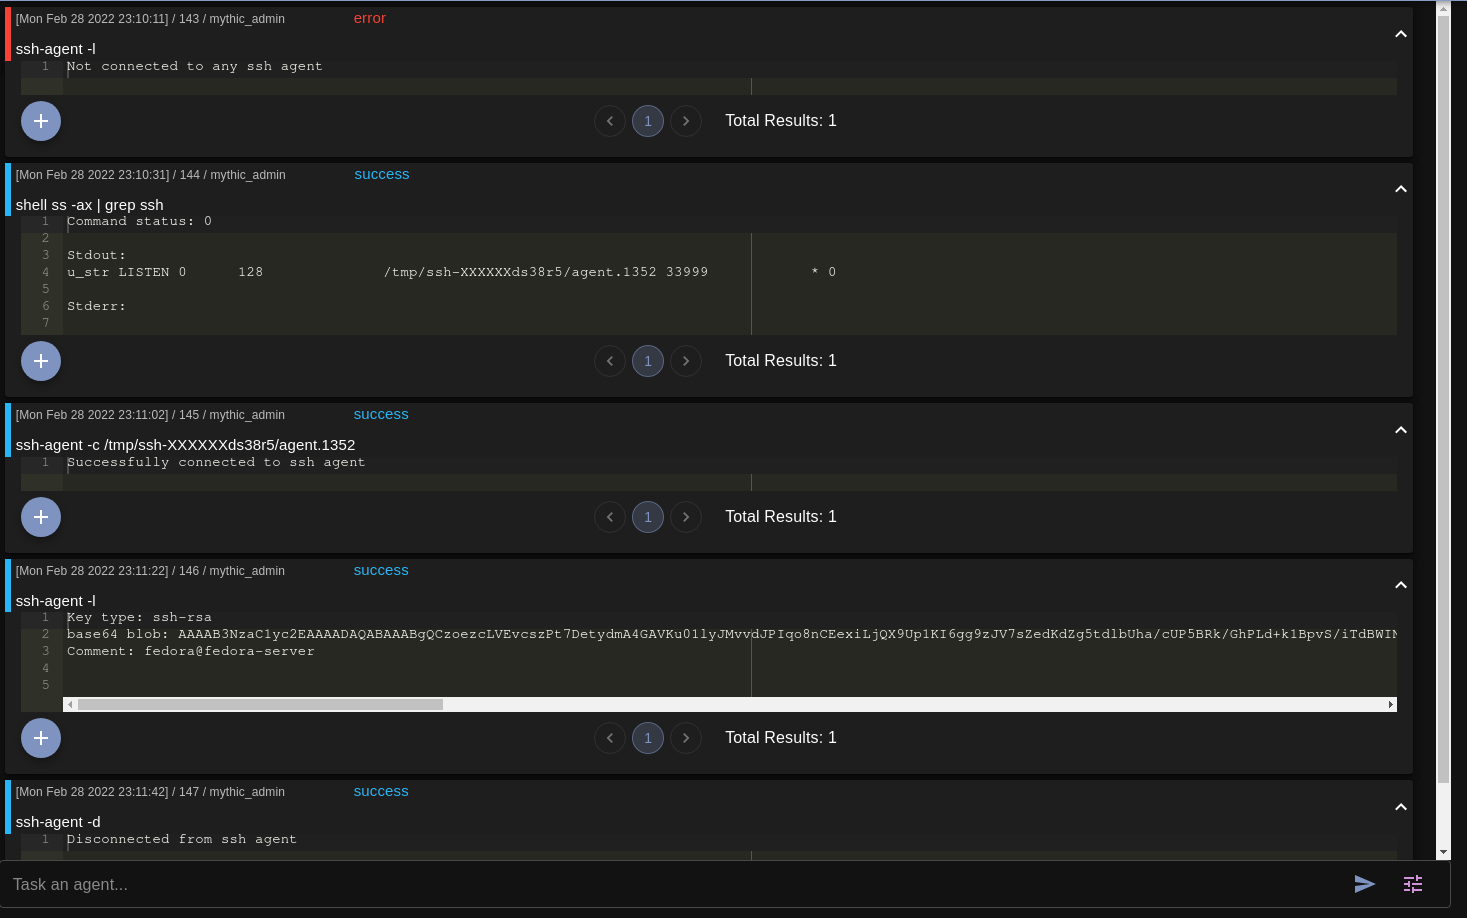 [Mon Feb 28 2022 23:10:11] / 143 / mythic_admin error
ssh-agent -l
1 Not connected to any ssh agent
1 Total Results: 1
[Mon Feb 28 2022 23:10:31] / 144 / mythic_admin success
shell ss -ax | grep ssh
1 Command status: 0
2
3 Stdout:
4 u_str LISTEN 0 128 /tmp/ssh-XXXXXXds38r5/agent.1352 33999 * 0
5
6 Stderr:
7
1 Total Results: 1
[Mon Feb 28 2022 23:11:02] / 145 / mythic_admin success
ssh-agent -c /tmp/ssh-XXXXXXds38r5/agent.1352
1 Successfully connected to ssh agent
1 Total Results: 1
[Mon Feb 28 2022 23:11:22] / 146 / mythic_admin success
ssh-agent -l
1 Key type: ssh-rsa
2 base64 blob: AAAAB3NzaC1yc2EAAAADAQABAAABgQCzoezcLVEvcszPt7DetydmA4GAVKu01lyJMvvdJPIqo8nCEexiLjQX9Up1KI6gg9zJV7sZedKdZg5tdlbUha/cUP5BRk/GhPLd+k1BpvS/iTdBWIN
3 Comment: fedora@fedora-server
4
5
1 Total Results: 1
[Mon Feb 28 2022 23:11:42] / 147 / mythic_admin success
ssh-agent -d
1 Disconnected from ssh agent
Task an agent...